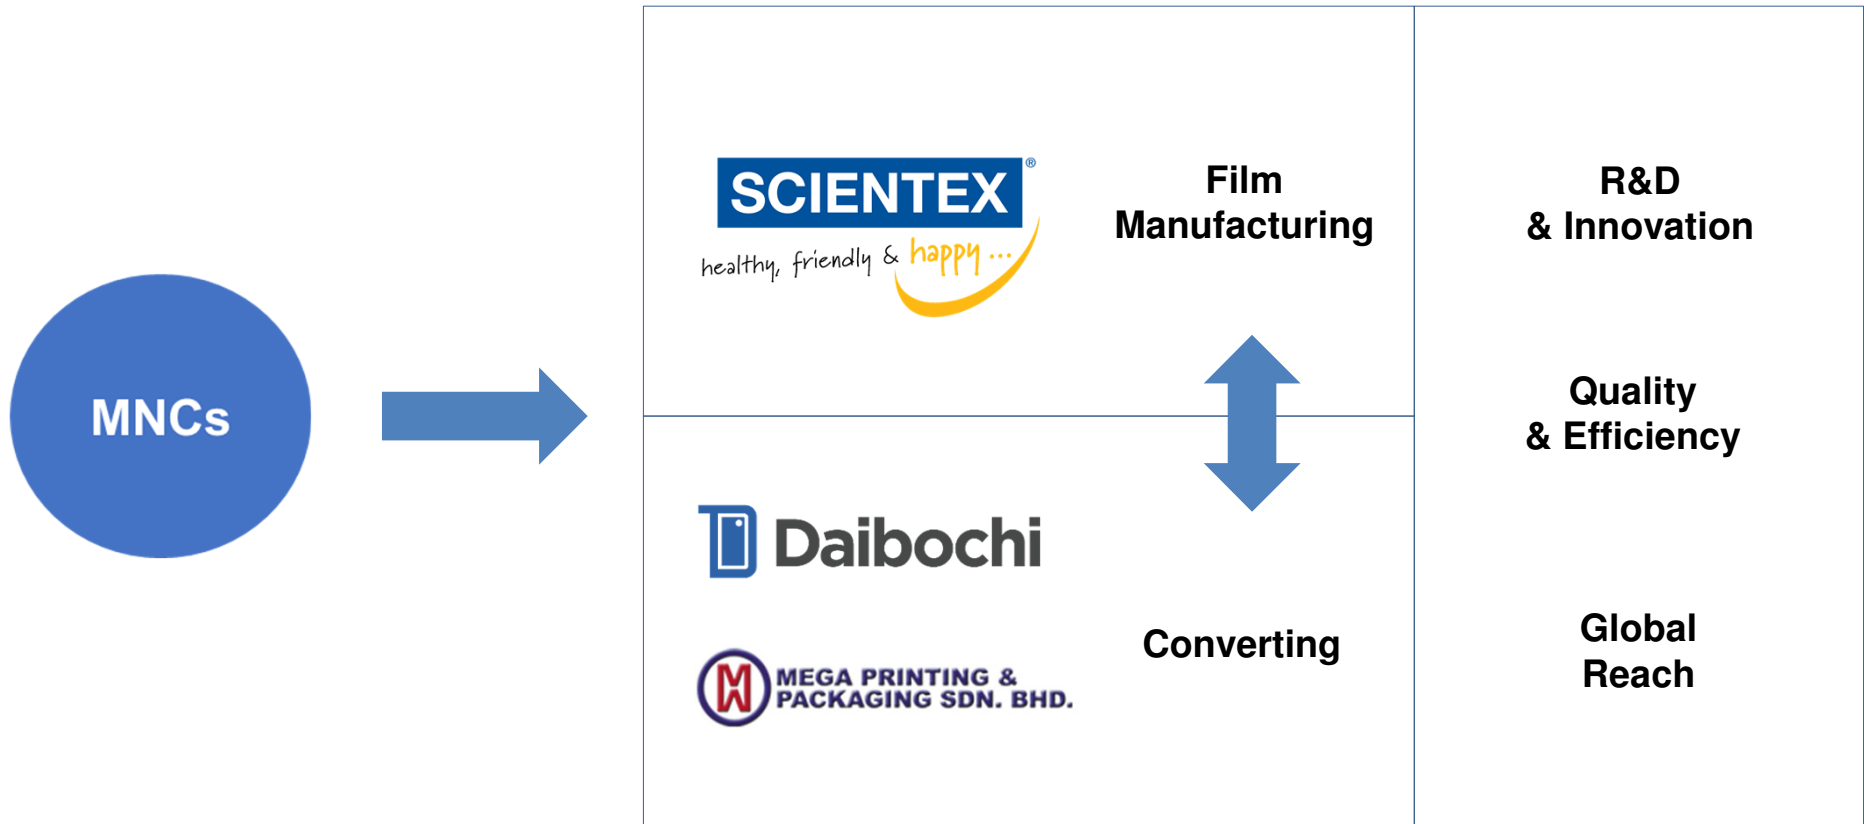 MNCs
SCIENTEX®
healthy, friendly & happy...
Film
Manufacturing
Daibochi
MEGA PRINTING &
PACKAGING SDN. BHD.
Converting
R&D
& Innovation
Quality
& Efficiency
Global
Reach